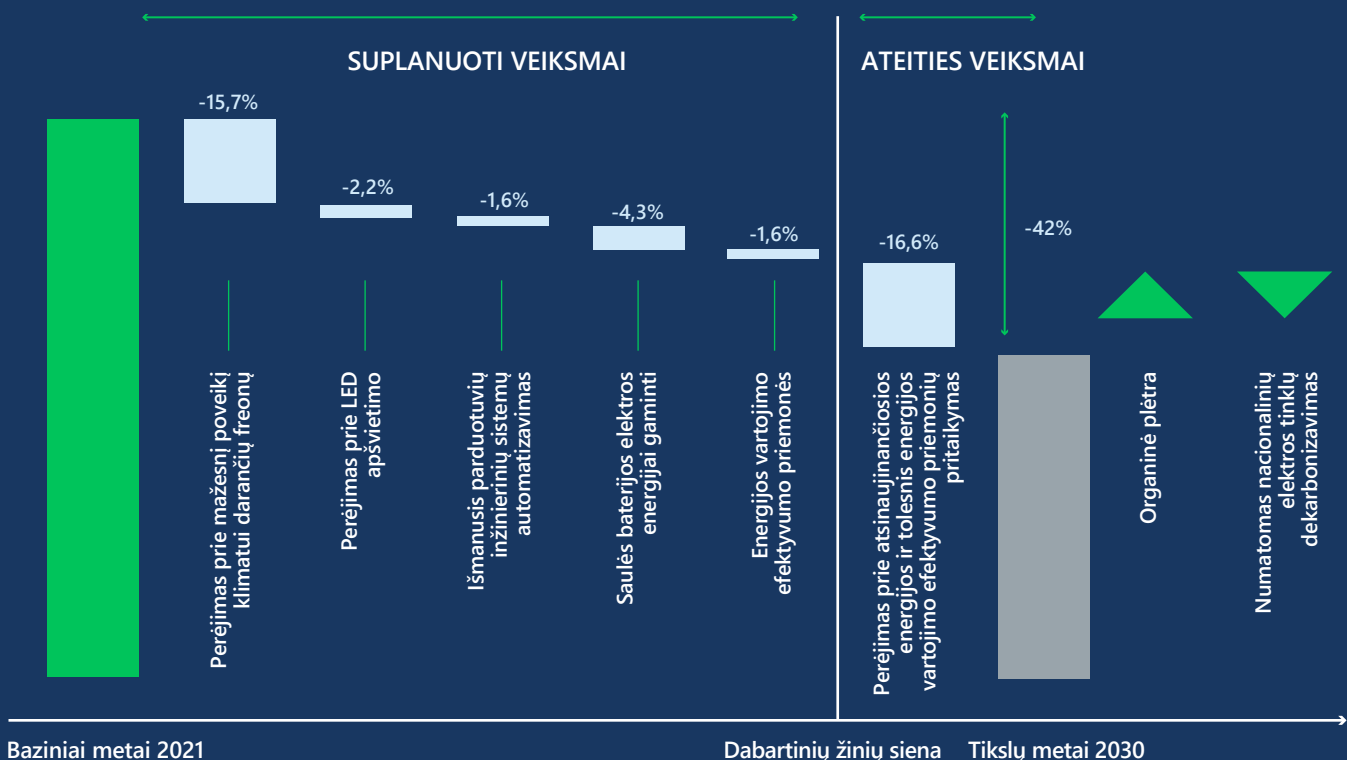 SUPLANUOTI VEIKSMAI
ATEITIES VEIKSMAI
-15,7%
-2,2%
-1,6%
-4,3%
-1,6%
-16,6%
-42%
Perėjimas prie mažesnį poveikį
klimatui darančių freonų
Perėjimas prie LED
apšvietimo
Išmanusis parduotuvių
inžinierinių sistemų
automatizavimas
Saulės baterijos elektros
energijai gaminti
Energijos vartojimo
efektyvumo priemonės
Perėjimas prie atsinaujinančiosios
energijos ir tolesnis energijos
vartojimo efektyvumo priemonių
pritaikymas
Organinė plėtra
Numatomas nacionalinių
elektros tinklų
dekarbonizavimas
Baziniai metai 2021
Dabartinių žinių siena
Tikslų metai 2030